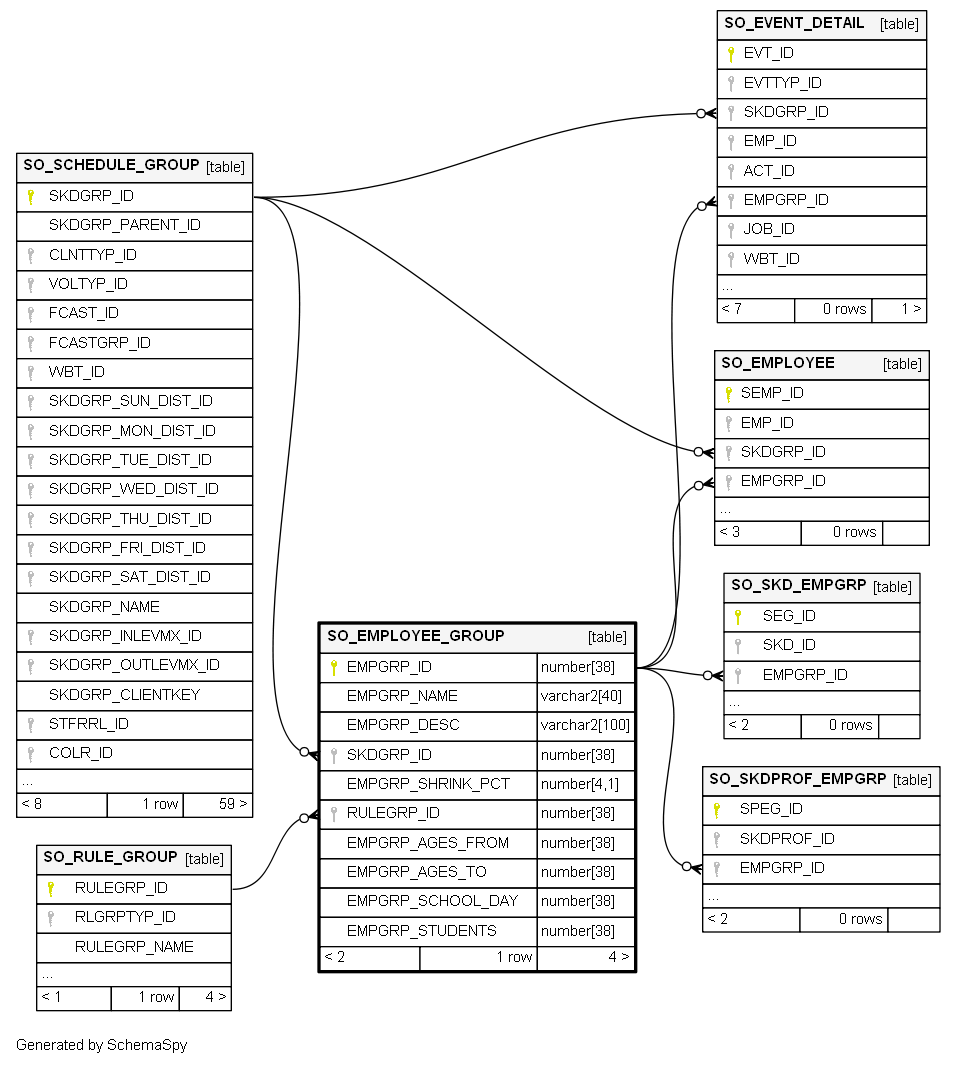 SO_EVENT_DETAIL [table]
EVT_ID
EVTTYP_ID
SKDGRP_ID
EMP_ID
ACT_ID
EMPGRP_ID
JOB_ID
WBT_ID
...
< 7 0 rows 1 >
SO_SCHEDULE_GROUP [table]
SKDGRP_ID
SKDGRP_PARENT_ID
CLNTTYP_ID
VOLTYP_ID
FCAST_ID
FCASTGRP_ID
WBT_ID
SKDGRP_SUN_DIST_ID
SKDGRP_MON_DIST_ID
SKDGRP_TUE_DIST_ID
SKDGRP_WED_DIST_ID
SKDGRP_THU_DIST_ID
SKDGRP_FRI_DIST_ID
SKDGRP_SAT_DIST_ID
SKDGRP_NAME
SKDGRP_INLEVMX_ID
SKDGRP_OUTLEVMX_ID
SKDGRP_CLIENTKEY
STFRRL_ID
COLR_ID
...
< 8 1 row 59 >
SO_EMPLOYEE [table]
SEMP_ID
EMP_ID
SKDGRP_ID
EMPGRP_ID
...
< 3 0 rows
SO_SKD_EMPGRP [table]
SEG_ID
SKD_ID
EMPGRP_ID
...
< 2 0 rows
SO_EMPLOYEE_GROUP [table]
EMPGRP_ID number[38]
EMPGRP_NAME varchar2[40]
EMPGRP_DESC varchar2[100]
SKDGRP_ID number[38]
EMPGRP_SHRINK_PCT number[4,1]
RULEGRP_ID number[38]
EMPGRP_AGES_FROM number[38]
EMPGRP_AGES_TO number[38]
EMPGRP_SCHOOL_DAY number[38]
EMPGRP_STUDENTS number[38]
< 2 1 row 4 >
SO_SKDPROF_EMPGRP [table]
SPEG_ID
SKDPROF_ID
EMPGRP_ID
...
< 2 0 rows
SO_RULE_GROUP [table]
RULEGRP_ID
RLGRPTYP_ID
RULEGRP_NAME
...
< 1 1 row 4 >
Generated by SchemaSpy